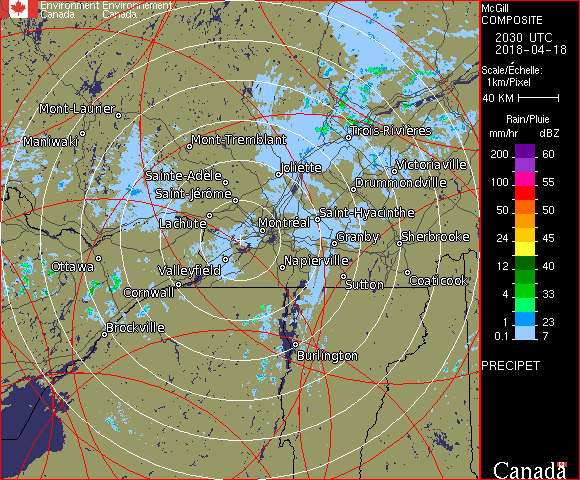 Environment Environnement
Canada Canada
McGill
COMPOSITE
2030 UTC
2018-04-18
Scale/Échelle:
1km/Pixel
40 KM
Rain/Pluie
mm/hr dBZ
200 60
150 57
100 55
50 50
24 45
12 40
4 33
1 23
0.1 7
PRECIPET
Canada
Mont-Laurier
Maniwaki
Mont-Tremblant
Trois-Rivières
Sainte-Adèle
Joliette
Victoriaville
Saint-Jérôme
Drummondville
Lachute
Saint-Hyacinthe
Montréal
Granby
Sherbrooke
Ottawa
Valleyfield
Napierville
Cornwall
Sutton
Coaticook
Brockville
Burlington